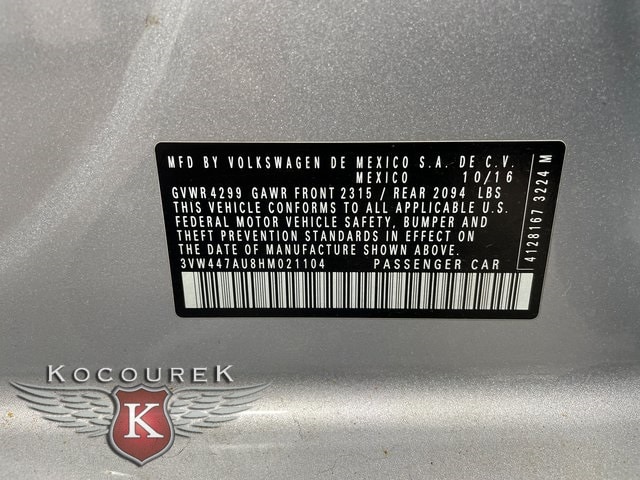 MFD BY VOLKSWAGEN DE MEXICO S.A. DE C.V.
MEXICO 10/16
GVWR 4299 GAWR FRONT 2315 / REAR 2094 LBS
THIS VEHICLE CONFORMS TO ALL APPLICABLE U.S.
FEDERAL MOTOR VEHICLE SAFETY, BUMPER AND
THEFT PREVENTION STANDARDS IN EFFECT ON
THE DATE OF MANUFACTURE SHOWN ABOVE.
3VW447AU8HM021104 PASSENGER CAR
4128167 3224 M
KOCOUREK
K